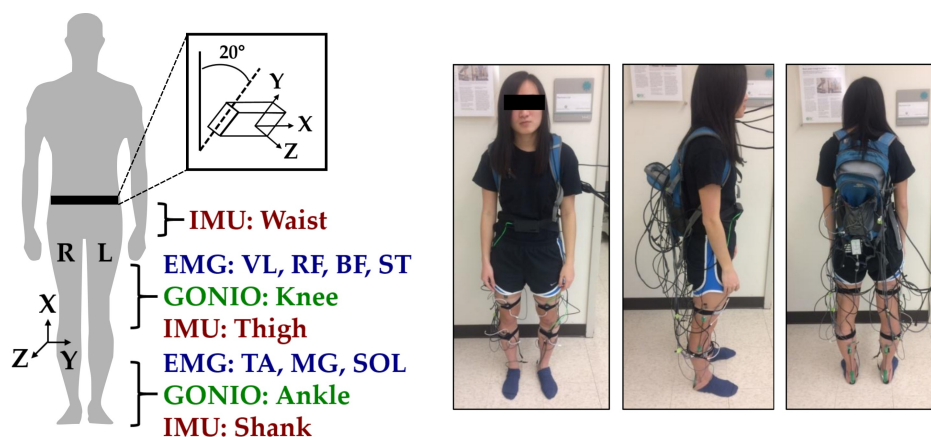 20°
Y
X
Z
IMU: Waist
R L
EMG: VL, RF, BF, ST
GONIO: Knee
IMU: Thigh
X
Z Y
EMG: TA, MG, SOL
GONIO: Ankle
IMU: Shank